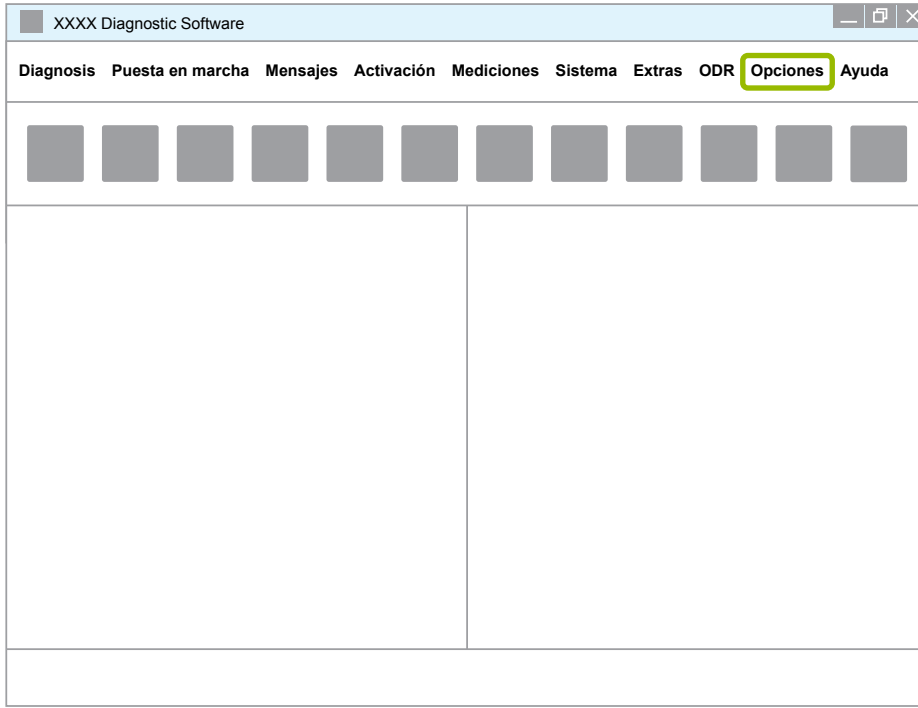 XXXX Diagnostic Software
Diagnosis Puesta en marcha Mensajes Activación Mediciones Sistema Extras ODR Opciones Ayuda